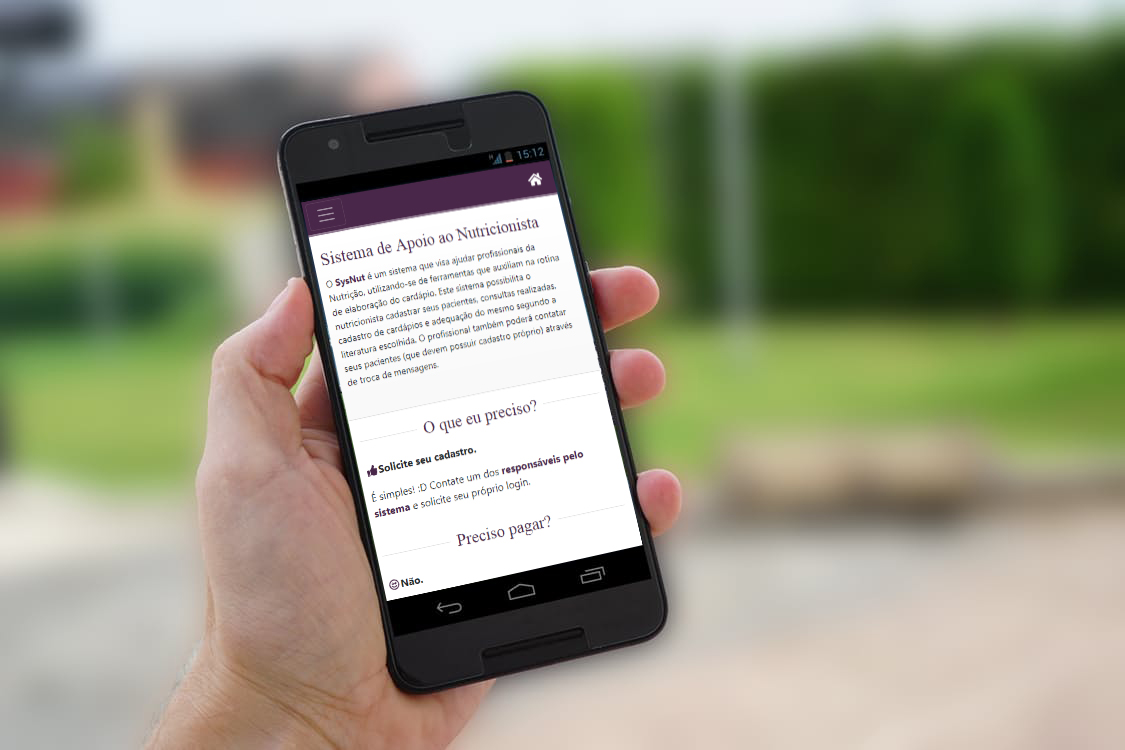 15:12
Sistema de Apoio ao Nutricionista
O SysNut é um sistema que visa ajudar profissionais da
Nutrição, utilizando-se de ferramentas que auxiliam na rotina
de elaboração do cardápio. Este sistema possibilita o
nutricionista cadastrar seus pacientes, consultas realizadas,
cadastro de cardápios e adequação do mesmo segundo a
literatura escolhida. O profissional também poderá contatar
seus pacientes (que devem possuir cadastro próprio) através
de troca de mensagens.
O que eu preciso?
Solicite seu cadastro.
É simples! :D Contate um dos responsáveis pelo
sistema e solicite seu próprio login.
Preciso pagar?
Não.